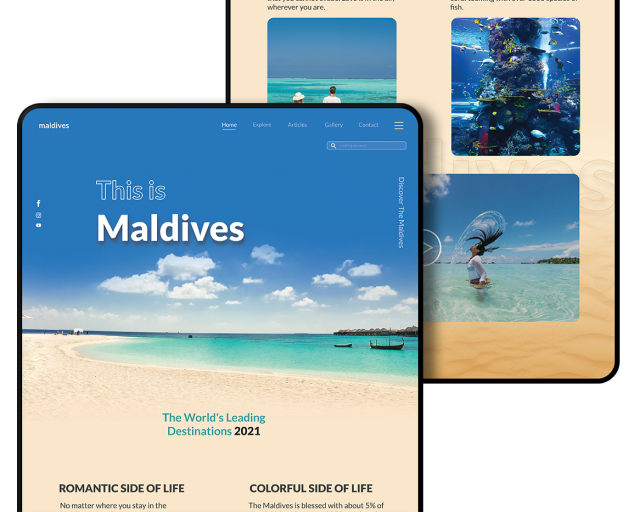 wherever you are.
fish.
maldives
Home Explore Articles Gallery Contact
This is
Maldives
Discover The Maldives
The World's Leading
Destinations 2021
ROMANTIC SIDE OF LIFE
COLORFUL SIDE OF LIFE
No matter where you stay in the
The Maldives is blessed with about 5% of